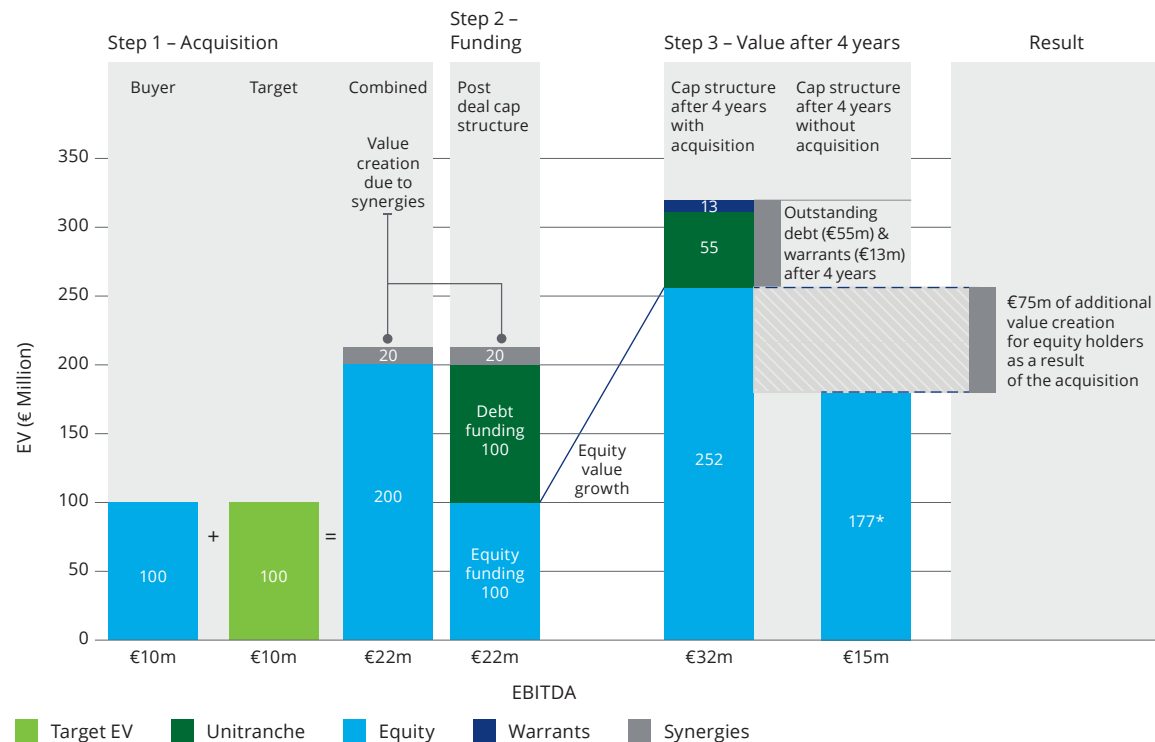 Step 1 – Acquisition
Step 2 –
Funding
Step 3 – Value after 4 years
Result
Buyer
Target
Combined
Post
deal cap
structure
Cap structure
after 4 years
with
acquisition
Cap structure
after 4 years
without
acquisition
Value
creation
due to
synergies
EV (€ Million)
350
300
250
200
150
100
50
0
100
+
100
=
20
200
20
Debt
funding
100
Equity
funding
100
Equity
value
growth
13
55
252
Outstanding
debt (€55m) &
warrants (€13m)
after 4 years
177*
€75m of additional
value creation
for equity holders
as a result
of the acquisition
€10m
€10m
€22m
€22m
€32m
€15m
EBITDA
Target EV
Unitranche
Equity
Warrants
Synergies